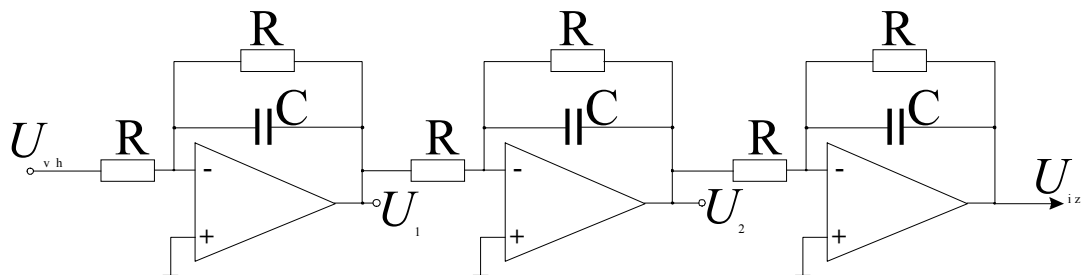 R R R
C C C
U vh R R R
- - -
U 1 U 2 U iz
+ + +